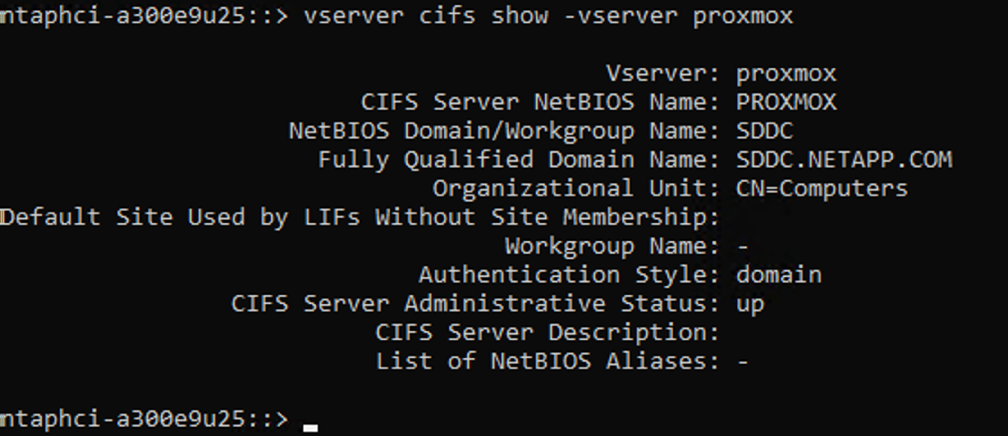 ntaphci-a300e9u25::> vserver cifs show -vserver proxmox
Vserver: proxmox
CIFS Server NetBIOS Name: PROXMOX
NetBIOS Domain/Workgroup Name: SDDC
Fully Qualified Domain Name: SDDC.NETAPP.COM
Organizational Unit: CN=Computers
Default Site Used by LIFs Without Site Membership:
Workgroup Name: -
Authentication Style: domain
CIFS Server Administrative Status: up
CIFS Server Description:
List of NetBIOS Aliases: -
ntaphci-a300e9u25::>